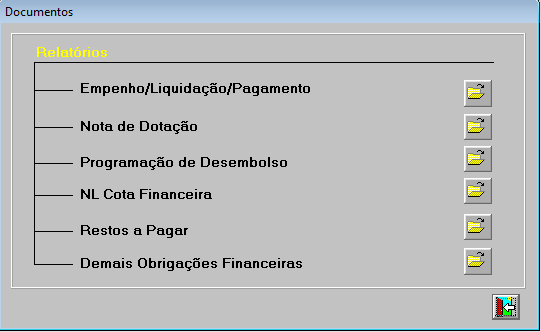 Documentos
Relatórios
Empenho/Liquidação/Pagamento
Nota de Dotação
Programação de Desembolso
NL Cota Financeira
Restos a Pagar
Demais Obrigações Financeiras